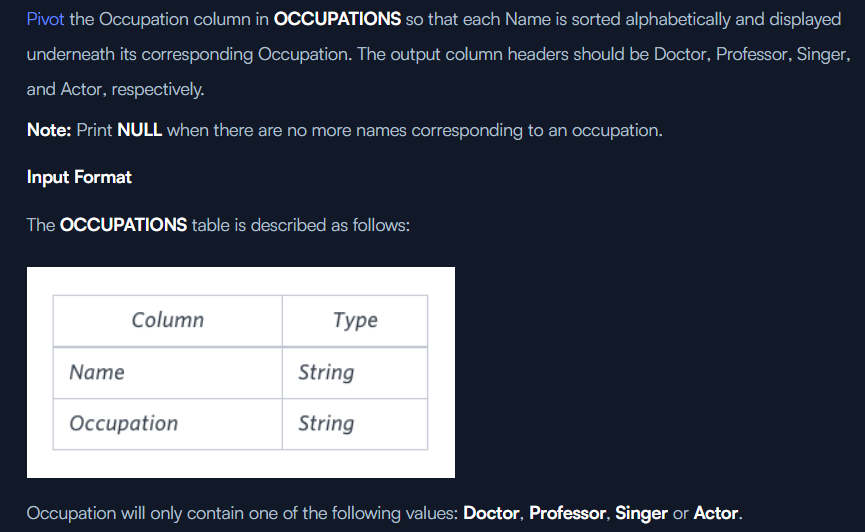 Pivot the Occupation column in OCCUPATIONS so that each Name is sorted alphabetically and displayed
underneath its corresponding Occupation. The output column headers should be Doctor, Professor, Singer,
and Actor, respectively.
Note: Print NULL when there are no more names corresponding to an occupation.
Input Format
The OCCUPATIONS table is described as follows:
Column Type
Name String
Occupation String
Occupation will only contain one of the following values: Doctor, Professor, Singer or Actor.